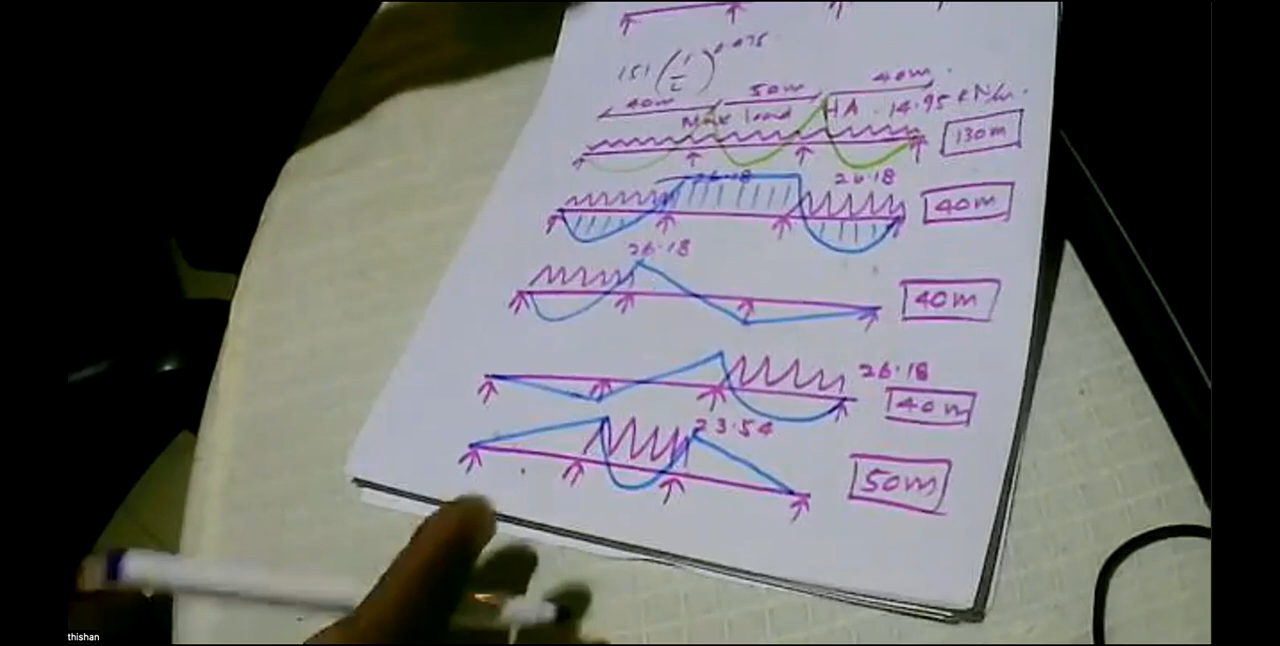 151 (1/L)^0.475
40m 50m 40m
Max load HA 14.95 kN/m.
130m
26.18 26.18
40m
26.18
40m
26.18
40m
23.54
50m
thishan